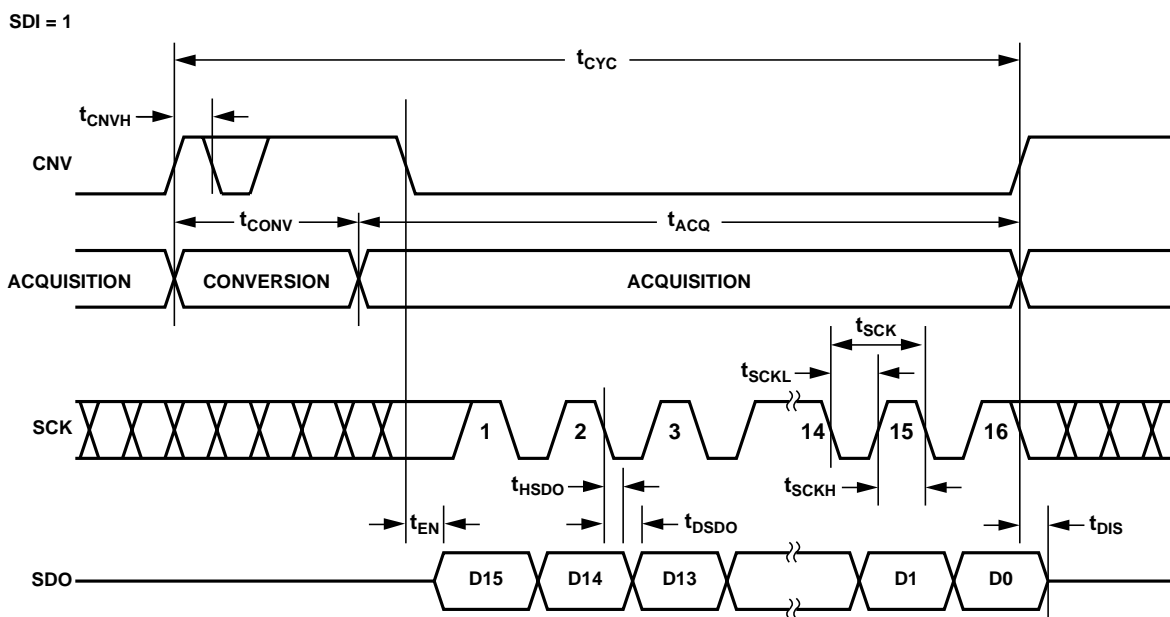 SDI = 1
tCYC
tCNVH
CNV
tCONV
tACQ
ACQUISITION
CONVERSION
ACQUISITION
tSCK
tSCKL
SCK
1
2
3
14
15
16
tHSDO
tSCKH
tEN
tDSDO
tDIS
SDO
D15
D14
D13
D1
D0